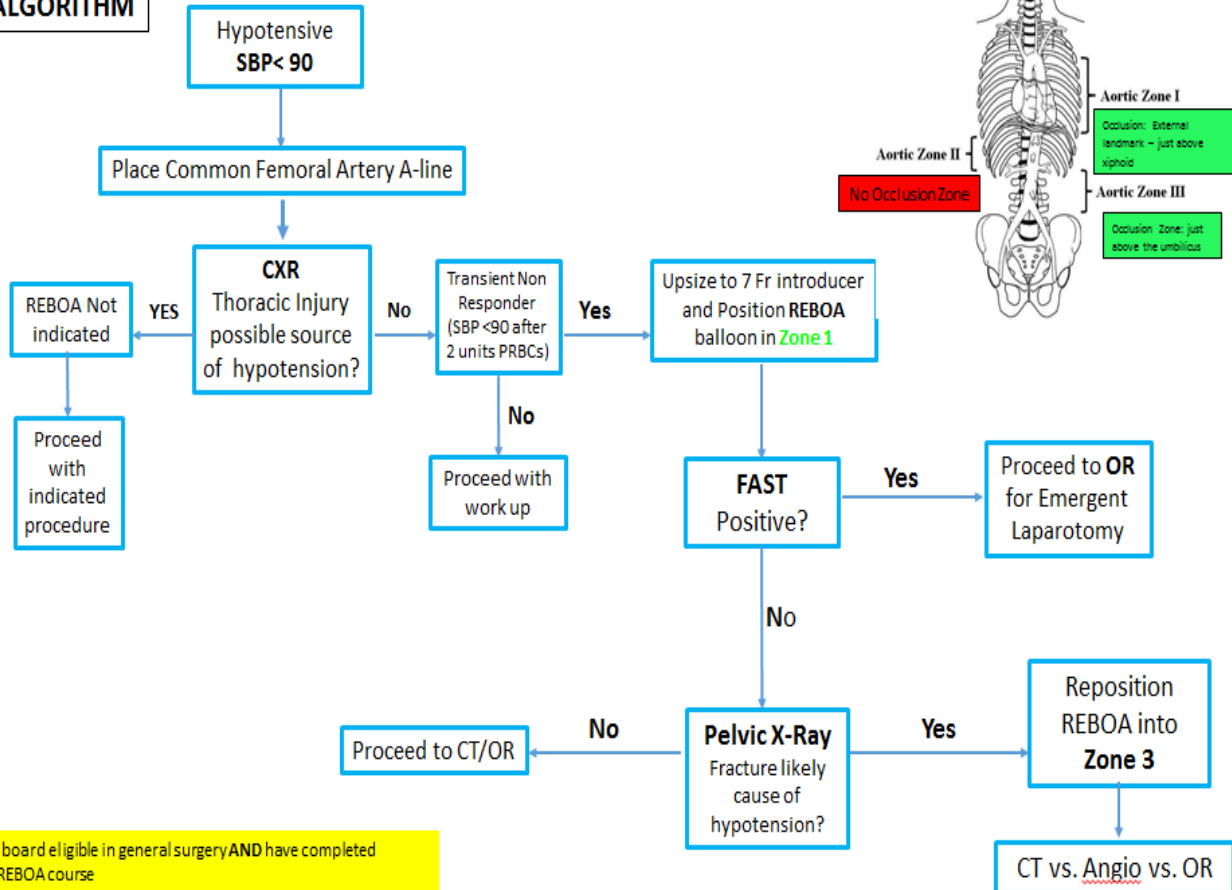 ALGORITHM
Hypotensive
SBP< 90
Place Common Femoral Artery A-line
CXR
Thoracic Injury
possible source
of hypotension?
YES
REBOA Not
indicated
Proceed
with
indicated
procedure
No
Transient Non
Responder
(SBP <90 after
2 units PRBCs)
No
Proceed with
work up
Yes
Upsize to 7 Fr introducer
and Position REBOA
balloon in Zone 1
FAST
Positive?
Yes
Proceed to OR
for Emergent
Laparotomy
No
Pelvic X-Ray
Fracture likely
cause of
hypotension?
No
Proceed to CT/OR
Yes
Reposition
REBOA into
Zone 3
CT vs. Angio vs. OR
Aortic Zone I
Occlusion: External
landmark – just above
xiphoid
Aortic Zone II
No Occlusion Zone
Aortic Zone III
Occlusion Zone: just
above the umbilicus
board eligible in general surgery AND have completed
REBOA course